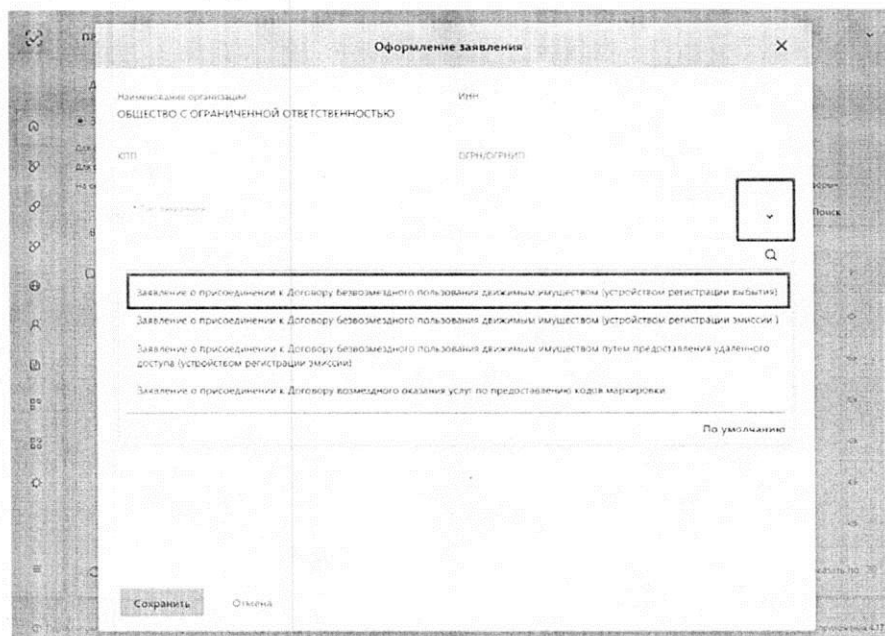 Оформление заявления
Наименование организации
ИНН
ОБЩЕСТВО С ОГРАНИЧЕННОЙ ОТВЕТСТВЕННОСТЬЮ
КПП
ОГРН/ОГРНИП
Поиск
Заявление о присоединении к Договору безвозмездного пользования движимым имуществом (устройством регистрации выбытия)
Заявление о присоединении к Договору безвозмездного пользования движимым имуществом (устройством регистрации эмиссии )
Заявление о присоединении к Договору безвозмездного пользования движимым имуществом путем предоставления удаленного
доступа (устройством регистрации эмиссии)
Заявление о присоединении к Договору возмездного оказания услуг по предоставлению кодов маркировки
По умолчанию
Сохранить
Отмена